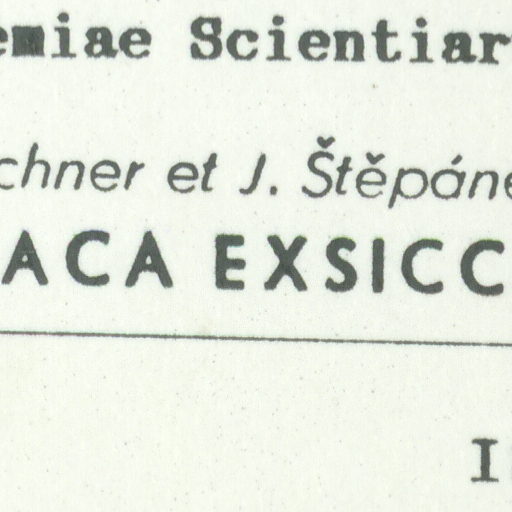 emiae Scientiar
chner et J. Štěpáne
ACA EXSICC
I